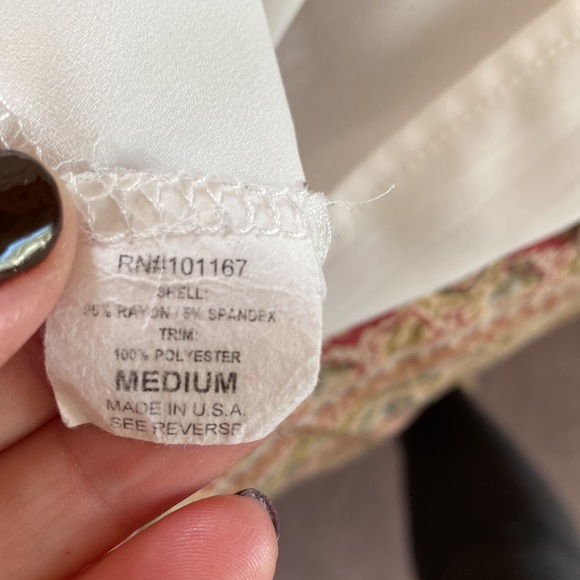 RN#101167
SHELL:
95% RAYON / 5% SPANDEX
TRIM:
100% POLYESTER
MEDIUM
MADE IN U.S.A.
SEE REVERSE